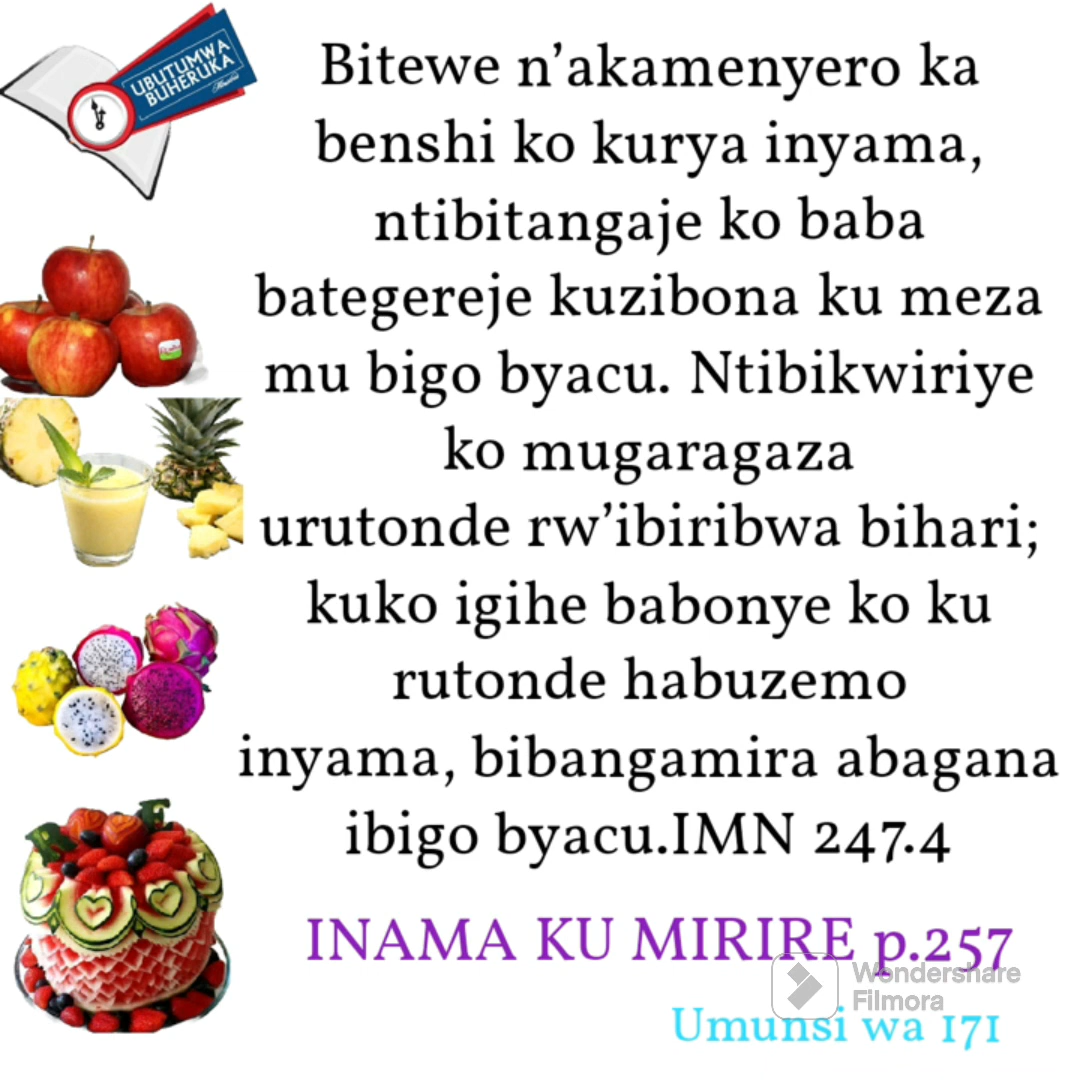 UBUTUMWA
BUHERUKA
Bitewe n’akamenyero ka
benshi ko kurya inyama,
ntibitangaje ko baba
bategereje kuzibona ku meza
mu bigo byacu. Ntibikwiriye
ko mugaragaza
urutonde rw’ibiribwa bihari;
kuko igihe babonye ko ku
rutonde habuzemo
inyama, bibangamira abagana
ibigo byacu.IMN 247.4
INAMA KU MIRIRE p.257
Wondershare
Filmora
Umunsi wa 171